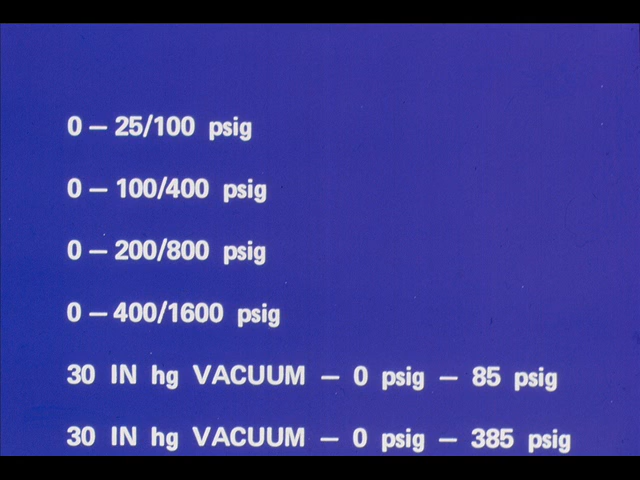 0 – 25/100 psig
0 – 100/400 psig
0 – 200/800 psig
0 – 400/1600 psig
30 IN hg VACUUM – 0 psig – 85 psig
30 IN hg VACUUM – 0 psig – 385 psig